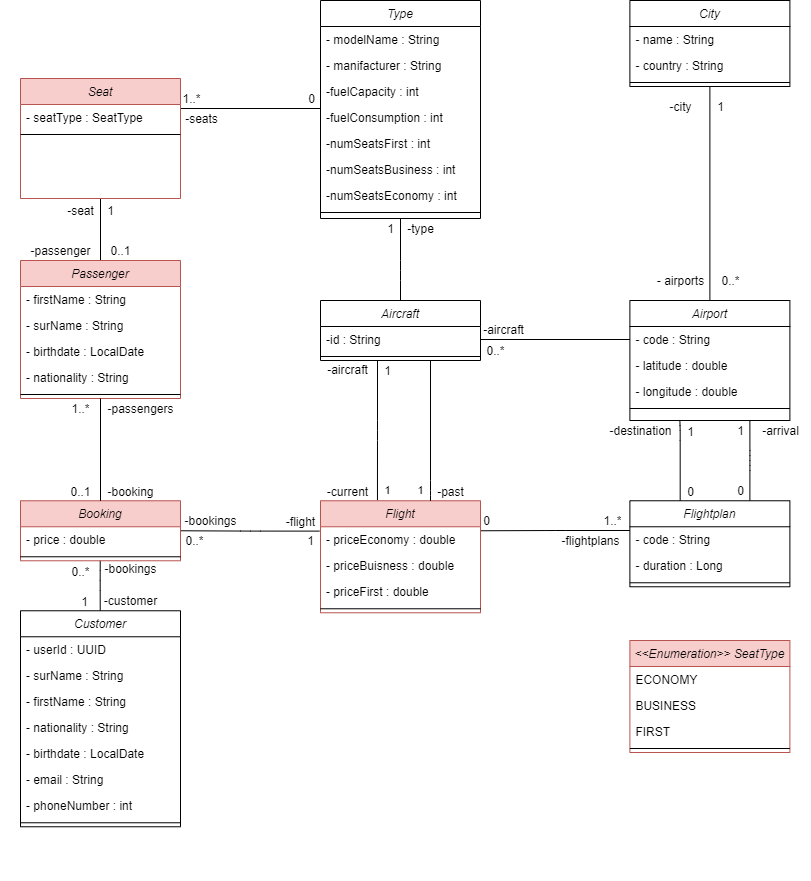 Type
- modelName : String
- manifacturer : String
-fuelCapacity : int
-fuelConsumption : int
-numSeatsFirst : int
-numSeatsBusiness : int
-numSeatsEconomy : int
City
- name : String
- country : String
Seat
- seatType : SeatType
1..*
0
-seats
-city
1
-seat
1
-passenger
0..1
1
-type
- airports
0..*
Passenger
- firstName : String
- surName : String
- birthdate : LocalDate
- nationality : String
Aircraft
-id : String
-aircraft
0..*
Airport
- code : String
- latitude : double
- longitude : double
-aircraft
1
1..*
-passengers
-destination
1
1
-arrival
0..1
-booking
-current
1
1
-past
0
0
Booking
- price : double
-bookings
0..*
-flight
1
Flight
-priceEconomy : double
-priceBuisness : double
-priceFirst : double
0
1..*
-flightplans
Flightplan
- code : String
- duration : Long
0..*
-bookings
1
-customer
Customer
- userId : UUID
- surName : String
- firstName : String
- nationality : String
- birthdate : LocalDate
- email : String
- phoneNumber : int
<<Enumeration>> SeatType
ECONOMY
BUSINESS
FIRST